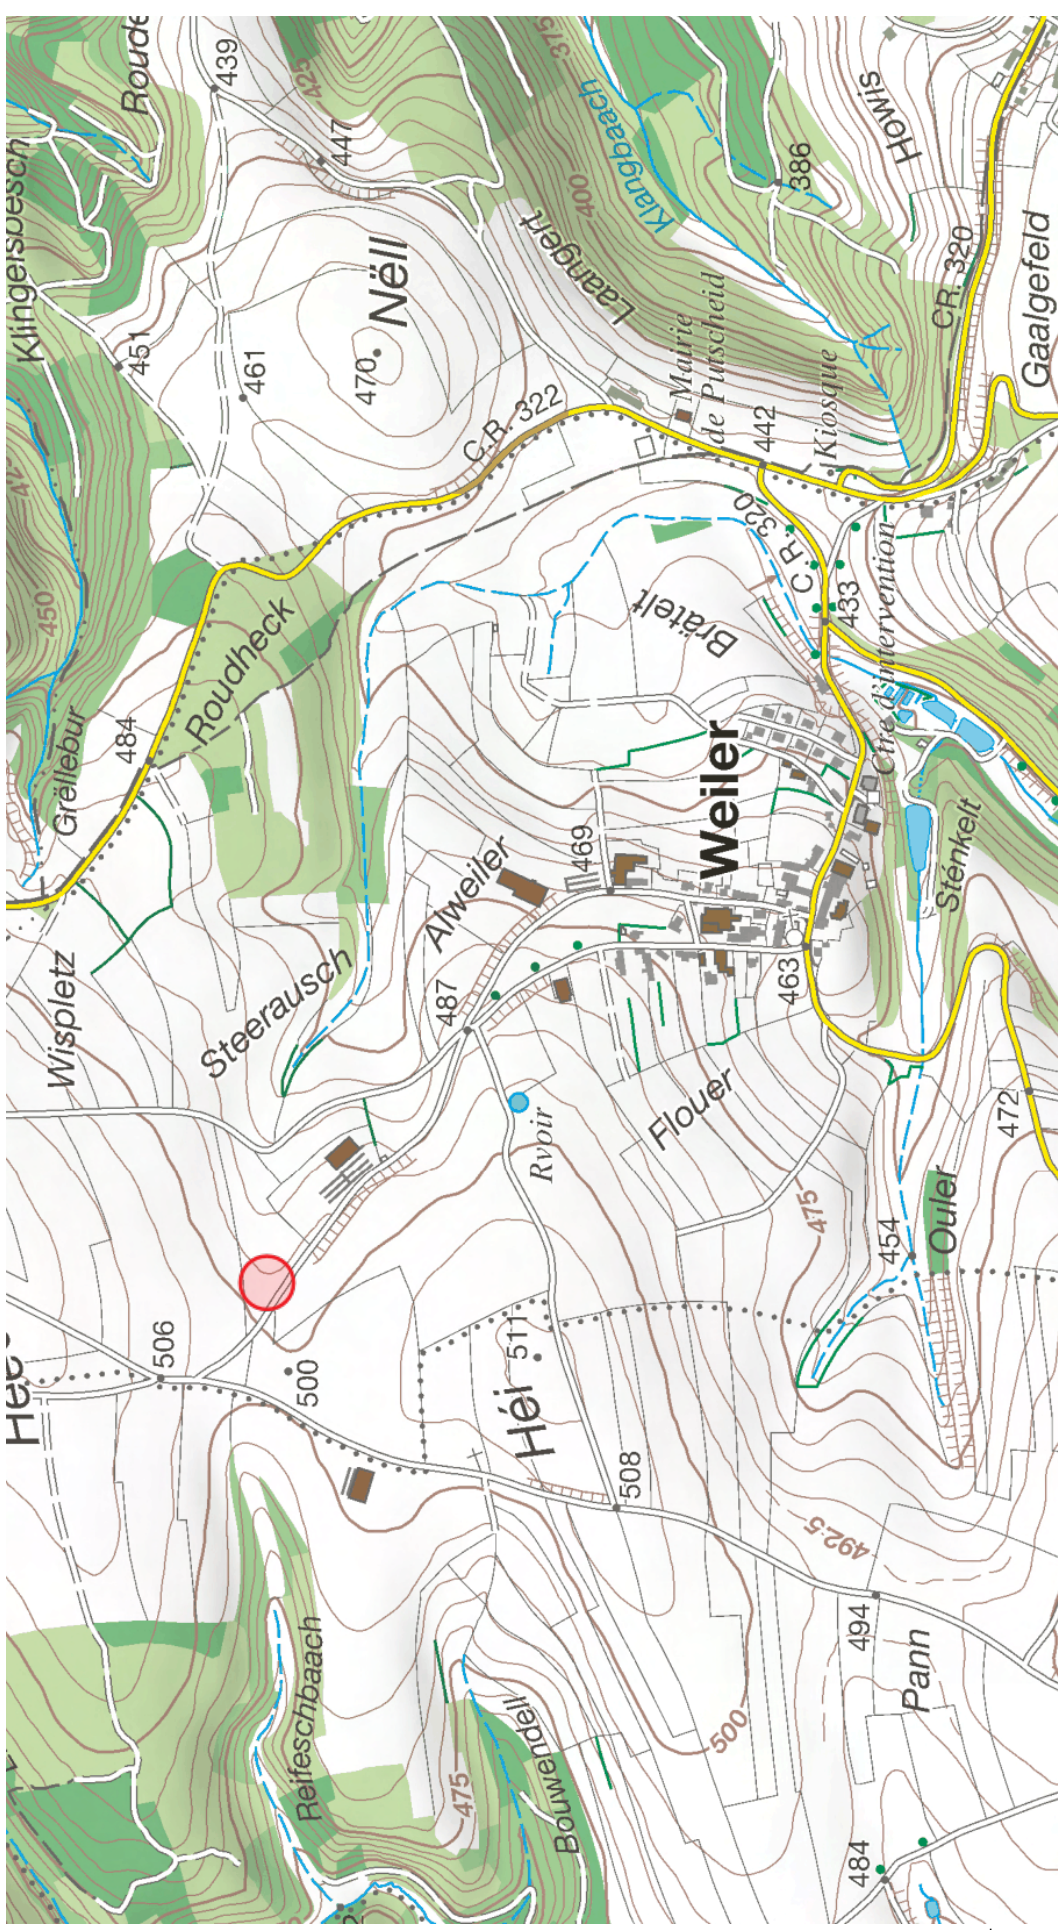 439
425
375
Klingelsbesch
447
Klangbaach
386
Howis
400
Laangert
Nëll
451
461
470
C.R. 322
Mairie
de Putscheid
Kiosque
442
CR. 320
Gaalgefeld
450
Roudheck
C.R. 320
433
Ctre d'intervention
Brätelt
484
Grëllebur
Weiler
469
Alweiler
Sténkelt
Wispletz
Steerausch
487
463
Flouer
Rvoir
472
475
454
Ouler
506
500
511
Héi
508
492.5
494
Pann
Reifeschbaach
475
Bouwendell
500
484